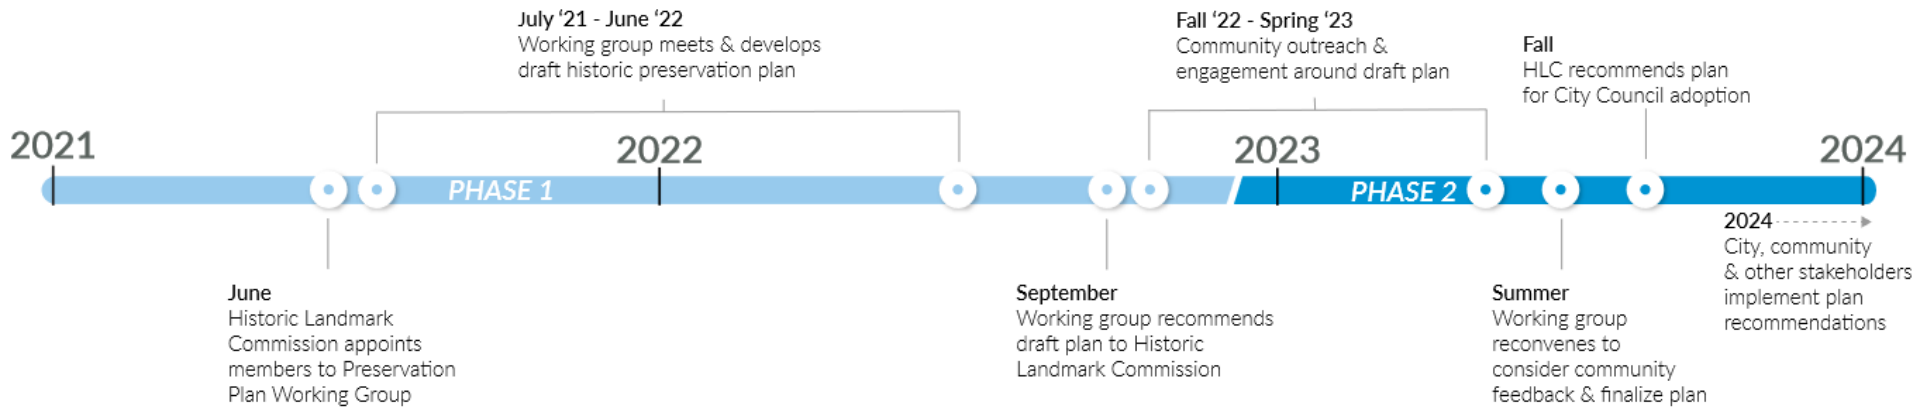 July ‘21 - June ‘22
Working group meets & develops
draft historic preservation plan
Fall ‘22 - Spring ‘23
Community outreach &
engagement around draft plan
Fall
HLC recommends plan
for City Council adoption
2021
2022
2023
2024
PHASE 1
PHASE 2
June
Historic Landmark
Commission appoints
members to Preservation
Plan Working Group
September
Working group recommends
draft plan to Historic
Landmark Commission
Summer
Working group
reconvenes to
consider community
feedback & finalize plan
2024
City, community
& other stakeholders
implement plan
recommendations